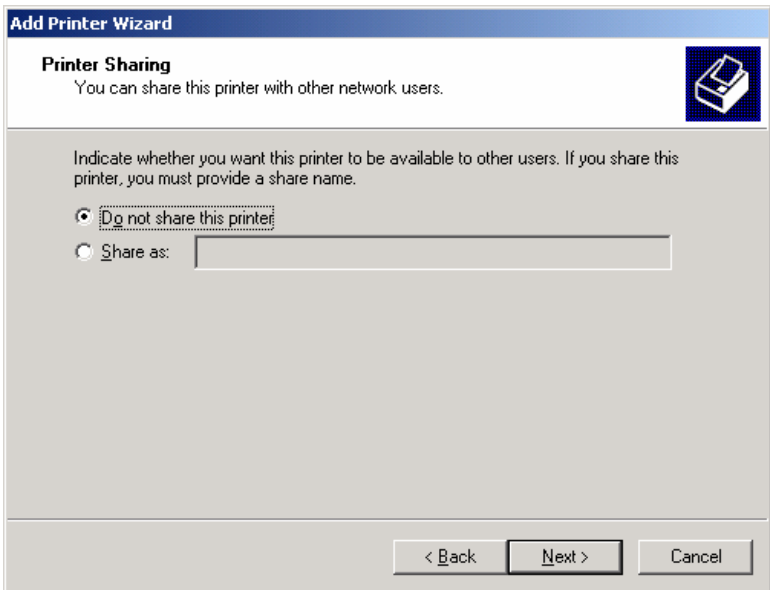 Add Printer Wizard
Printer Sharing
You can share this printer with other network users.
Indicate whether you want this printer to be available to other users. If you share this
printer, you must provide a share name.
Do not share this printer
Share as:
< Back Next > Cancel